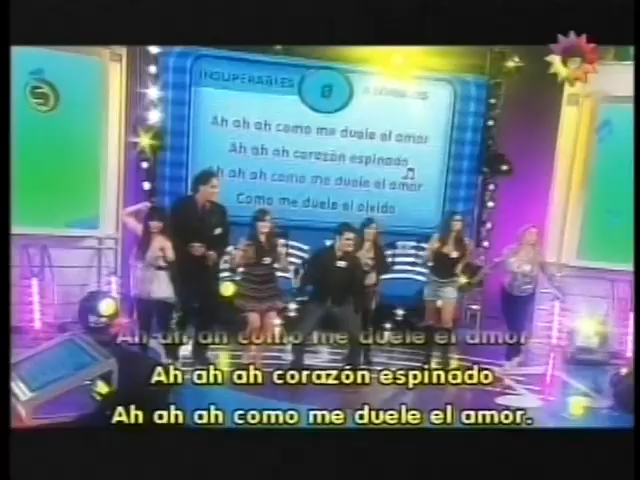 INSUPERABLES
0
Ah ah ah como me duele el amor
Ah ah ah corazón espinado
Ah ah ah como me duele el amor
Como me duele el olvido
Ah ah ah como me duele el amor
Ah ah ah corazón espinado
Ah ah ah como me duele el amor.